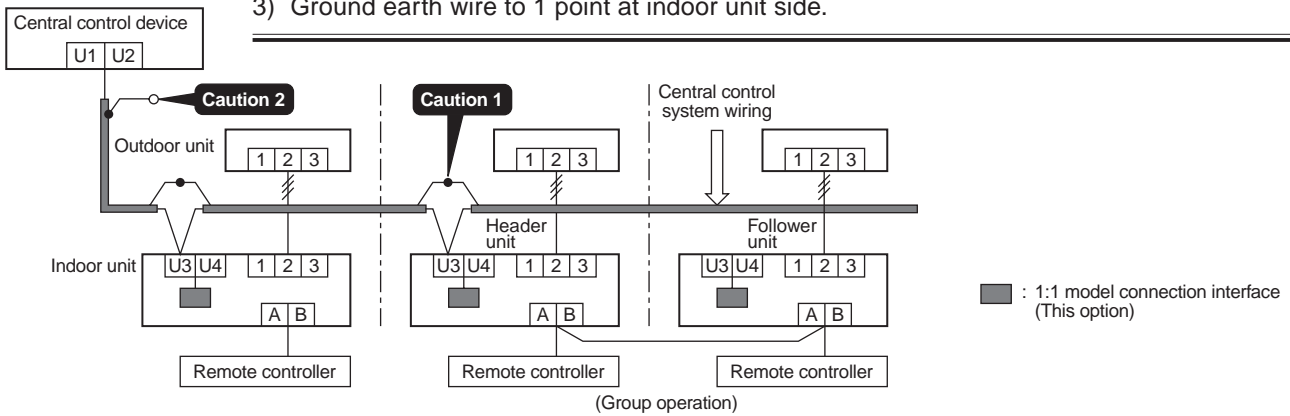 3) Ground earth wire to 1 point at indoor unit side.
Central control device
U1 U2
Caution 2
Caution 1
Central control
system wiring
Outdoor unit
1 2 3
1 2 3
1 2 3
Header
unit
Follower
unit
Indoor unit
U3 U4 1 2 3
U3 U4 1 2 3
U3 U4 1 2 3
: 1:1 model connection interface
(This option)
A B
A B
A B
Remote controller
Remote controller
Remote controller
(Group operation)